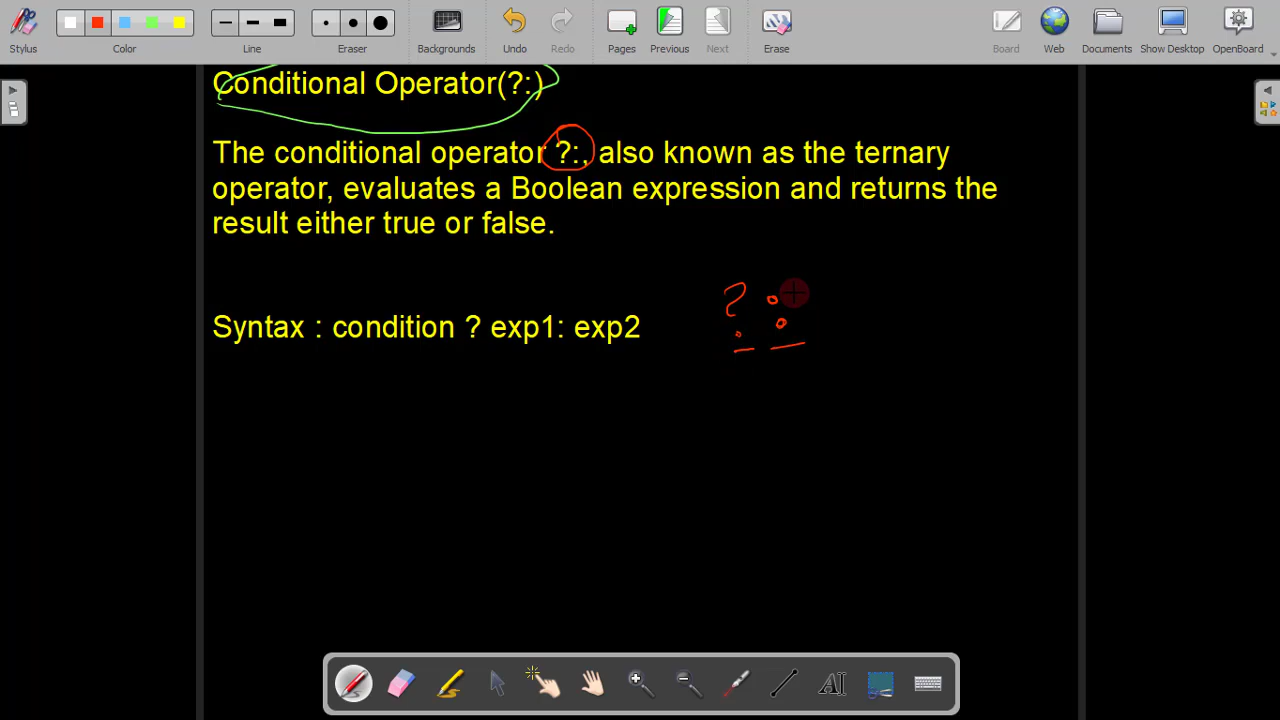 Stylus
Color
Line
Eraser
Backgrounds
Undo
Redo
Pages
Previous
Next
Erase
Board
Web
Documents
Show Desktop
OpenBoard
Conditional Operator(?:)
The conditional operator ?:, also known as the ternary
operator, evaluates a Boolean expression and returns the
result either true or false.
? :
Syntax : condition ? exp1: exp2
AI